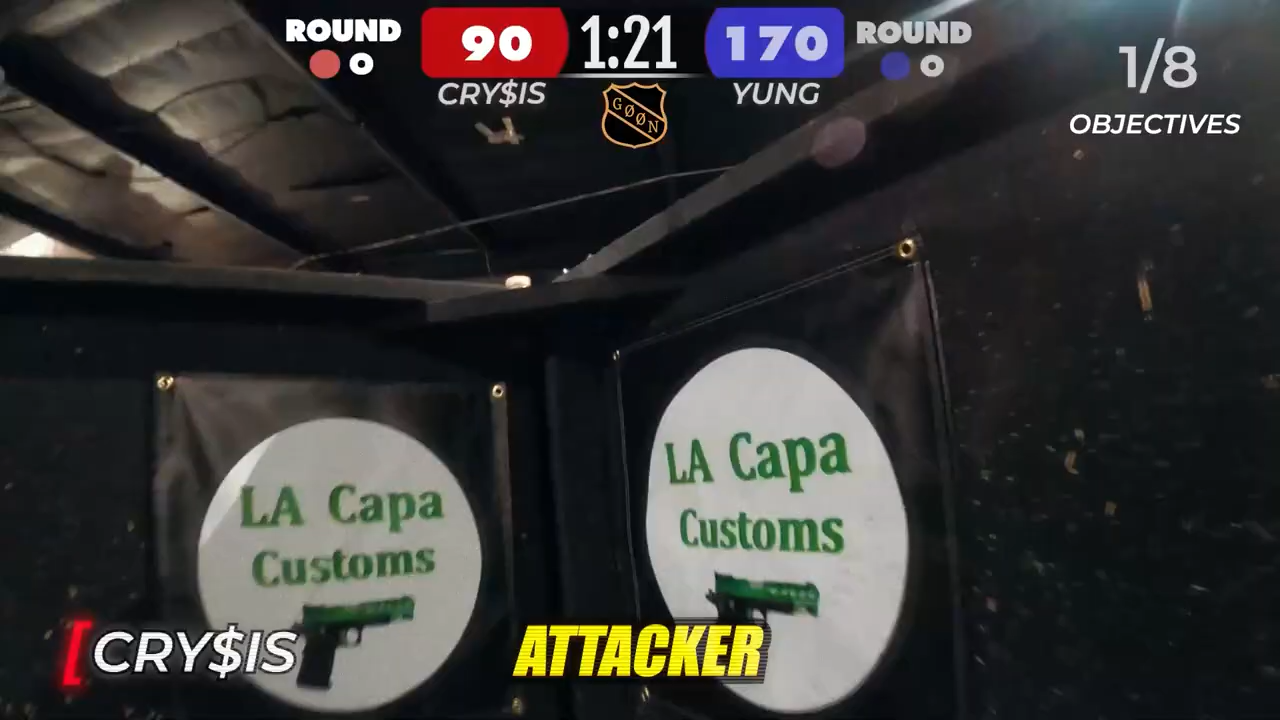 ROUND 0
90
1:21
170
ROUND 0
1/8
CRY$IS
YUNG
OBJECTIVES
GØØN
LA Capa
Customs
LA Capa
Customs
[CRY$IS
ATTACKER